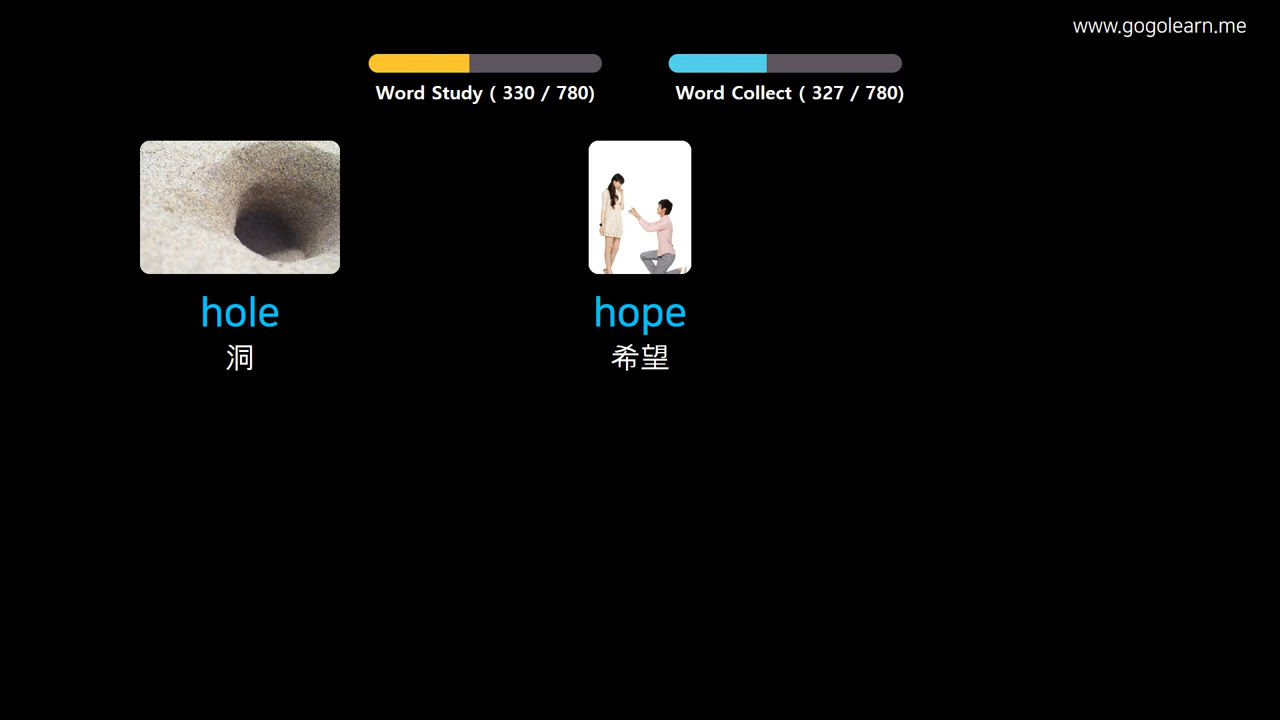 www.gogolearn.me
Word Study ( 330 / 780)
Word Collect ( 327 / 780)
hole
洞
hope
希望